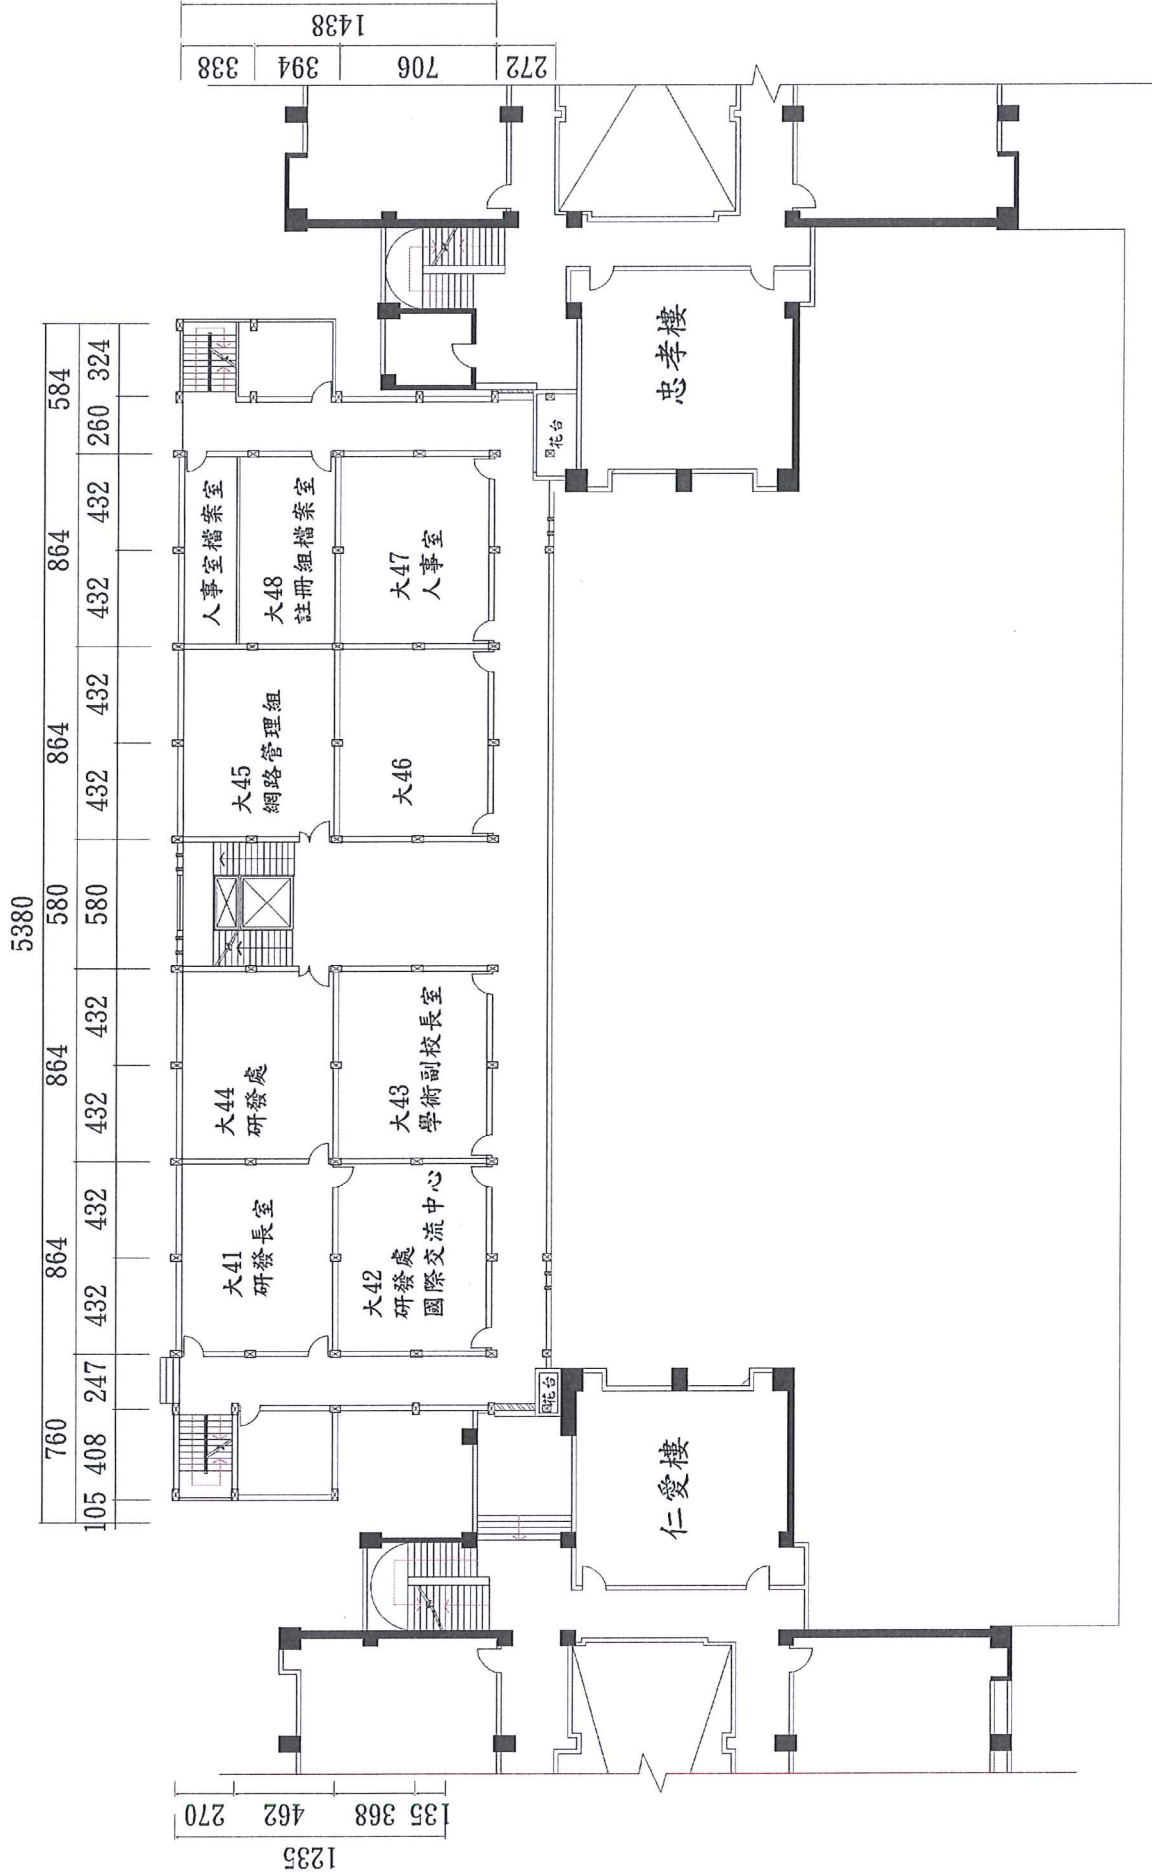 5380
760
864
864
580
864
864
584
105
408
247
432
432
432
432
580
432
432
432
432
260
324
大41
研發長室
大44
研發處
大45
網路管理組
人事室檔案室
大48
註冊組檔案室
大42
研發處
國際交流中心
大43
學術副校長室
大46
大47
人事室
花台
花台
仁愛樓
忠孝樓
1235
270
462
368
135
1438
338
394
706
272